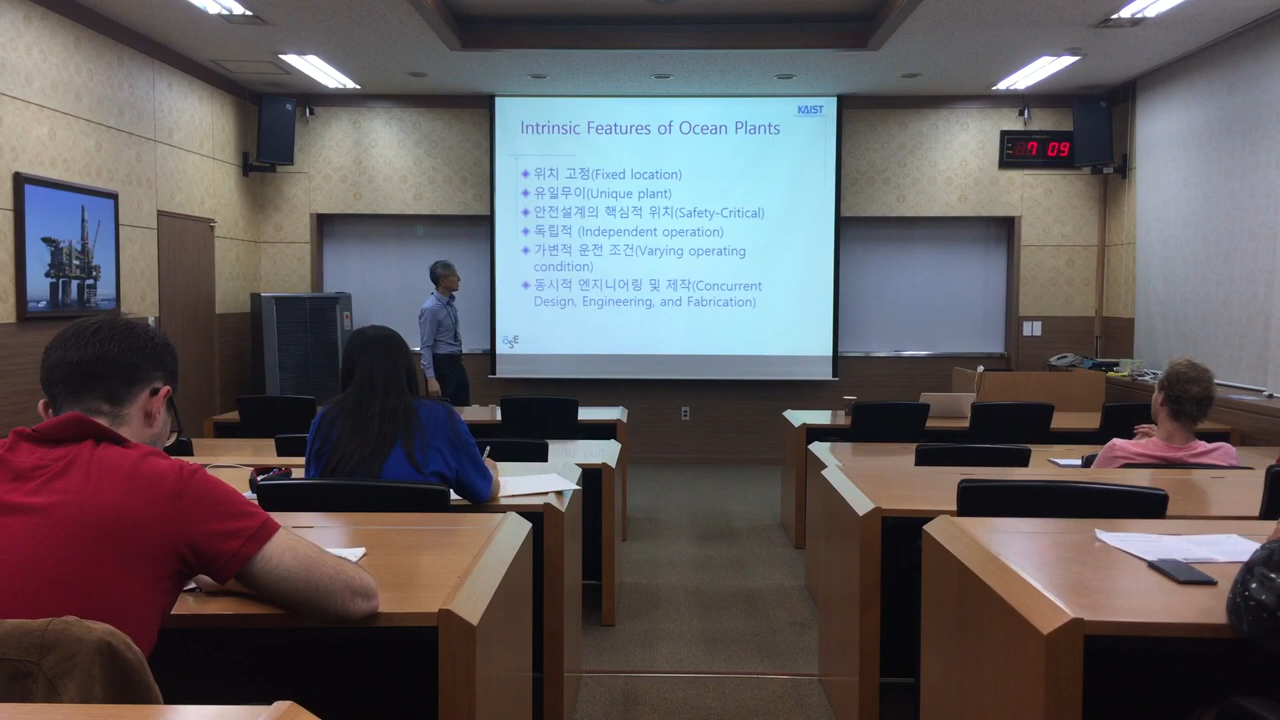 KAIST
Intrinsic Features of Ocean Plants
위치 고정(Fixed location)
유일무이(Unique plant)
안전설계의 핵심적 위치(Safety-Critical)
독립적 (Independent operation)
가변적 운전 조건(Varying operating
condition)
동시적 엔지니어링 및 제작(Concurrent
Design, Engineering, and Fabrication)
OSE
7 09